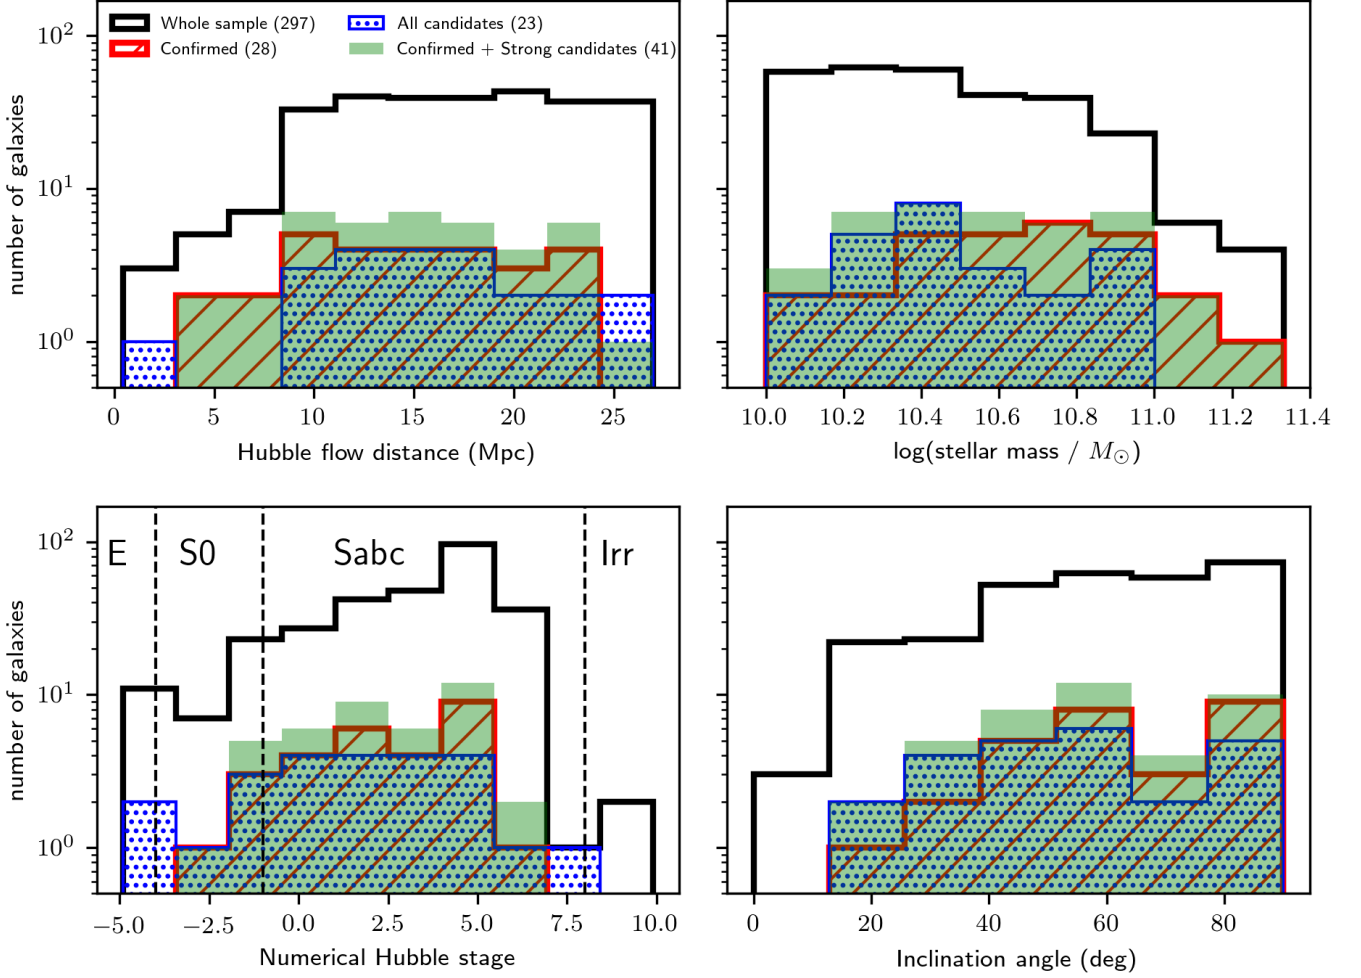 Whole sample (297)
Confirmed (28)
All candidates (23)
Confirmed + Strong candidates (41)
number of galaxies
10²
10¹
10⁰
0 5 10 15 20 25
Hubble flow distance (Mpc)
10.0 10.2 10.4 10.6 10.8 11.0 11.2 11.4
log(stellar mass / M⊙)
E S0 Sabc Irr
number of galaxies
10²
10¹
10⁰
−5.0 −2.5 0.0 2.5 5.0 7.5 10.0
Numerical Hubble stage
0 20 40 60 80
Inclination angle (deg)